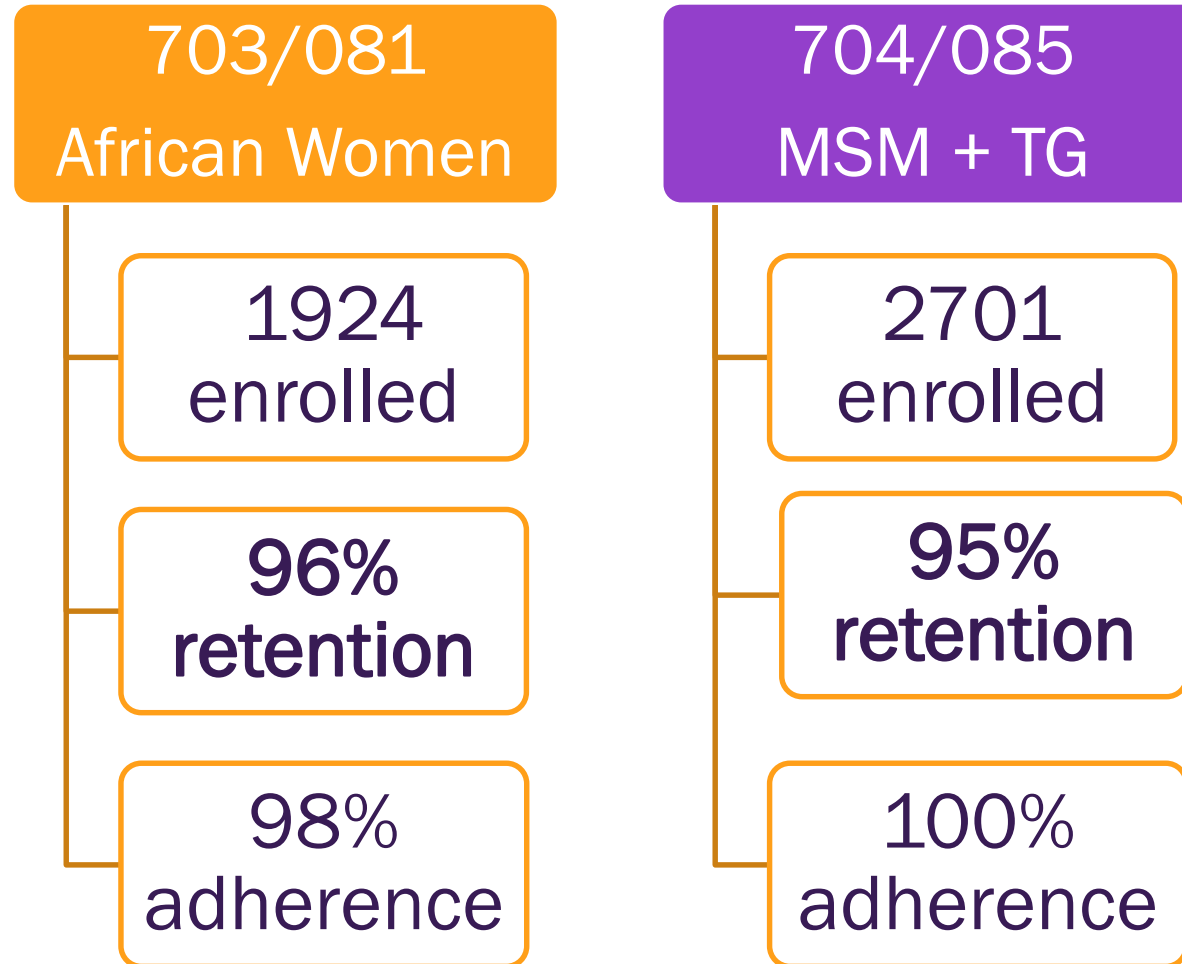 703/081
African Women
1924
enrolled
96%
retention
98%
adherence
704/085
MSM + TG
2701
enrolled
95%
retention
100%
adherence